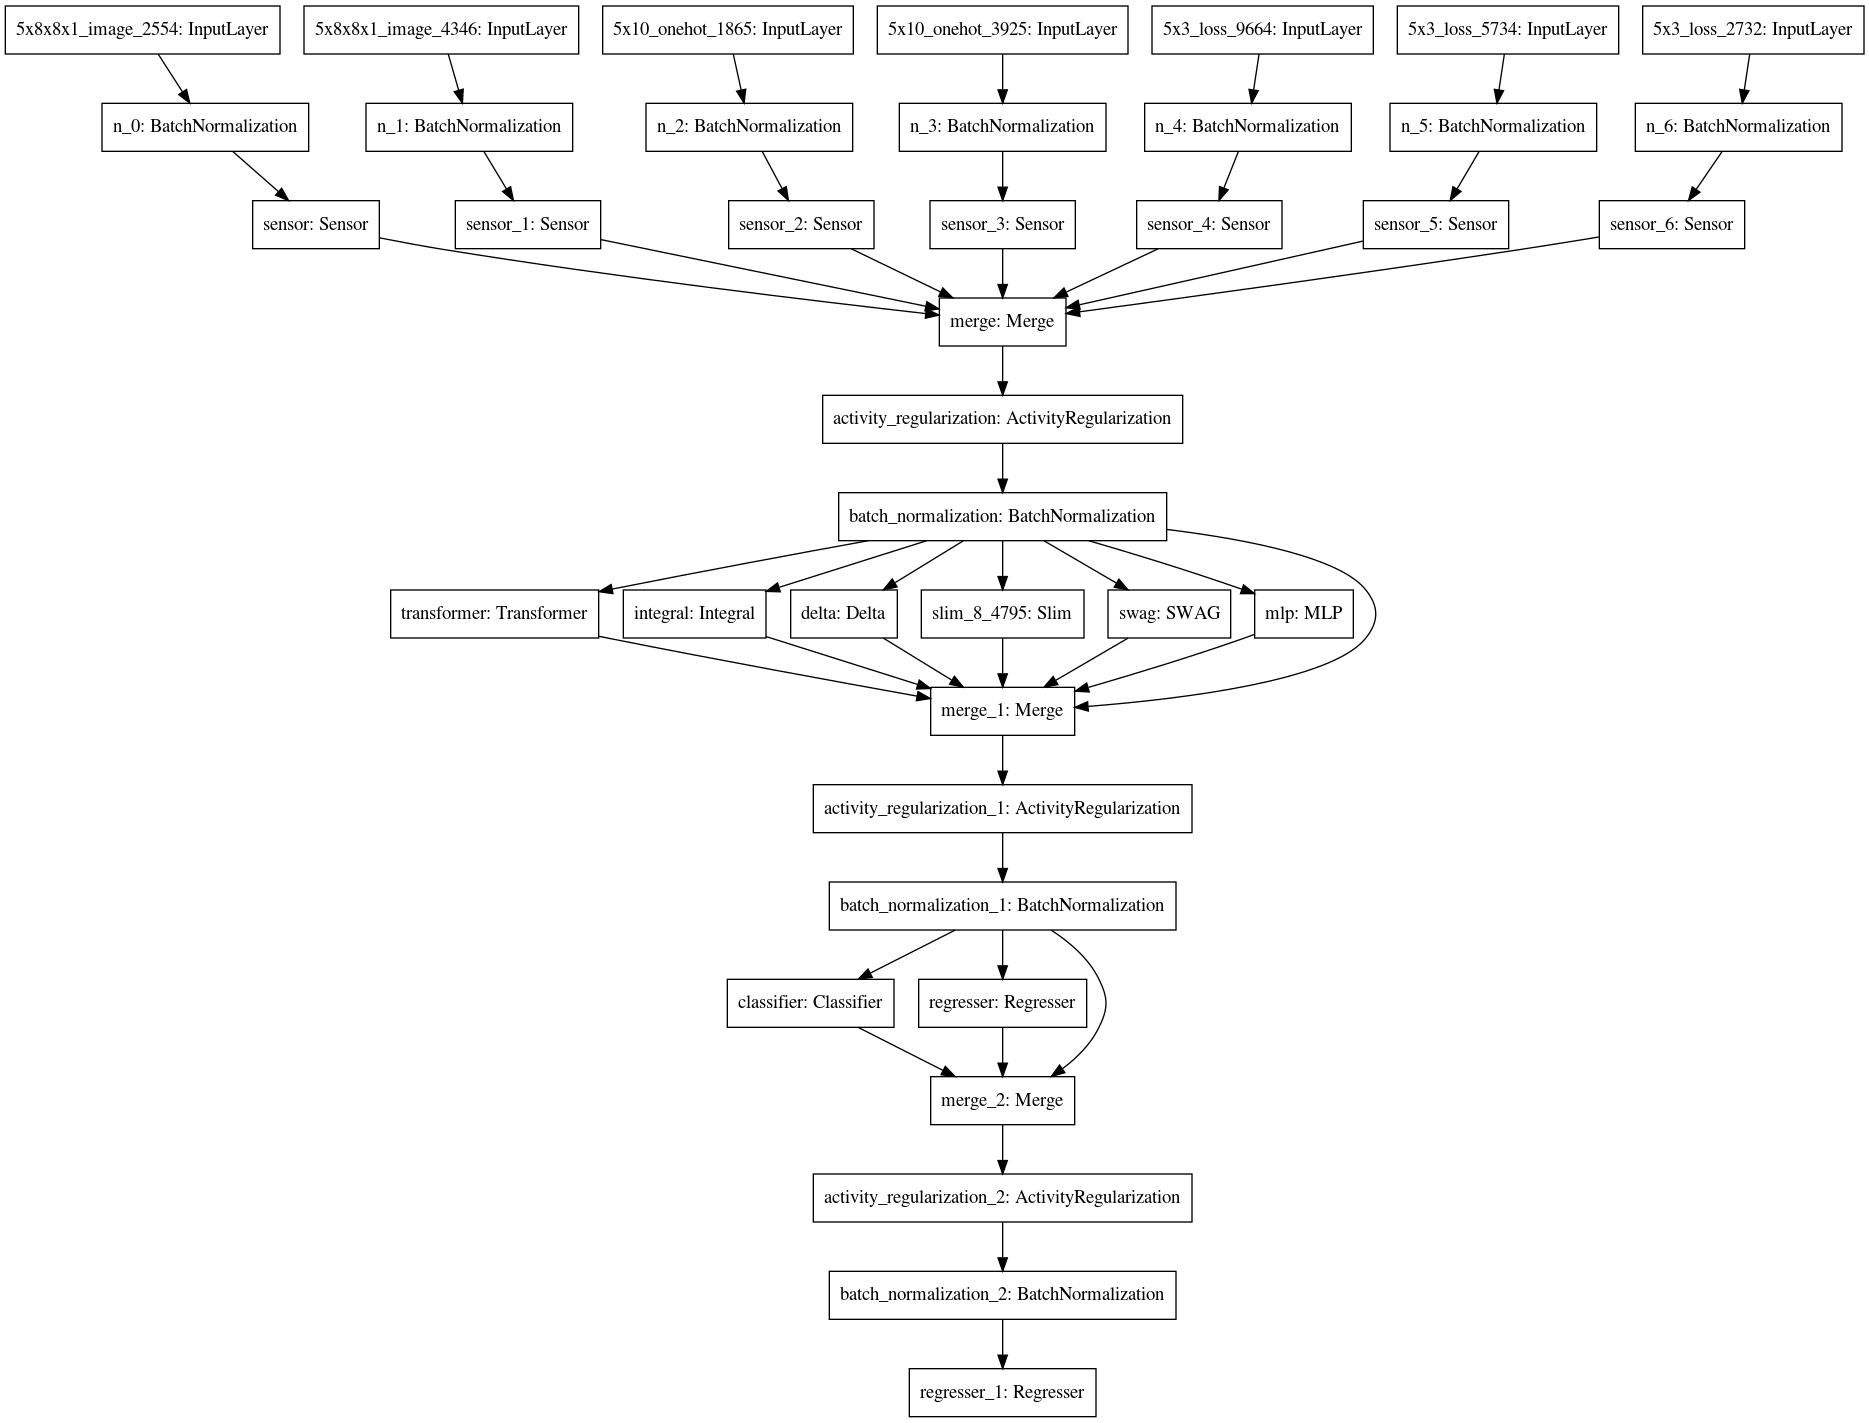 5x8x8x1_image_2554: InputLayer
5x8x8x1_image_4346: InputLayer
5x10_onehot_1865: InputLayer
5x10_onehot_3925: InputLayer
5x3_loss_9664: InputLayer
5x3_loss_5734: InputLayer
5x3_loss_2732: InputLayer
n_0: BatchNormalization
n_1: BatchNormalization
n_2: BatchNormalization
n_3: BatchNormalization
n_4: BatchNormalization
n_5: BatchNormalization
n_6: BatchNormalization
sensor: Sensor
sensor_1: Sensor
sensor_2: Sensor
sensor_3: Sensor
sensor_4: Sensor
sensor_5: Sensor
sensor_6: Sensor
merge: Merge
activity_regularization: ActivityRegularization
batch_normalization: BatchNormalization
transformer: Transformer
integral: Integral
delta: Delta
slim_8_4795: Slim
swag: SWAG
mlp: MLP
merge_1: Merge
activity_regularization_1: ActivityRegularization
batch_normalization_1: BatchNormalization
classifier: Classifier
regresser: Regresser
merge_2: Merge
activity_regularization_2: ActivityRegularization
batch_normalization_2: BatchNormalization
regresser_1: Regresser